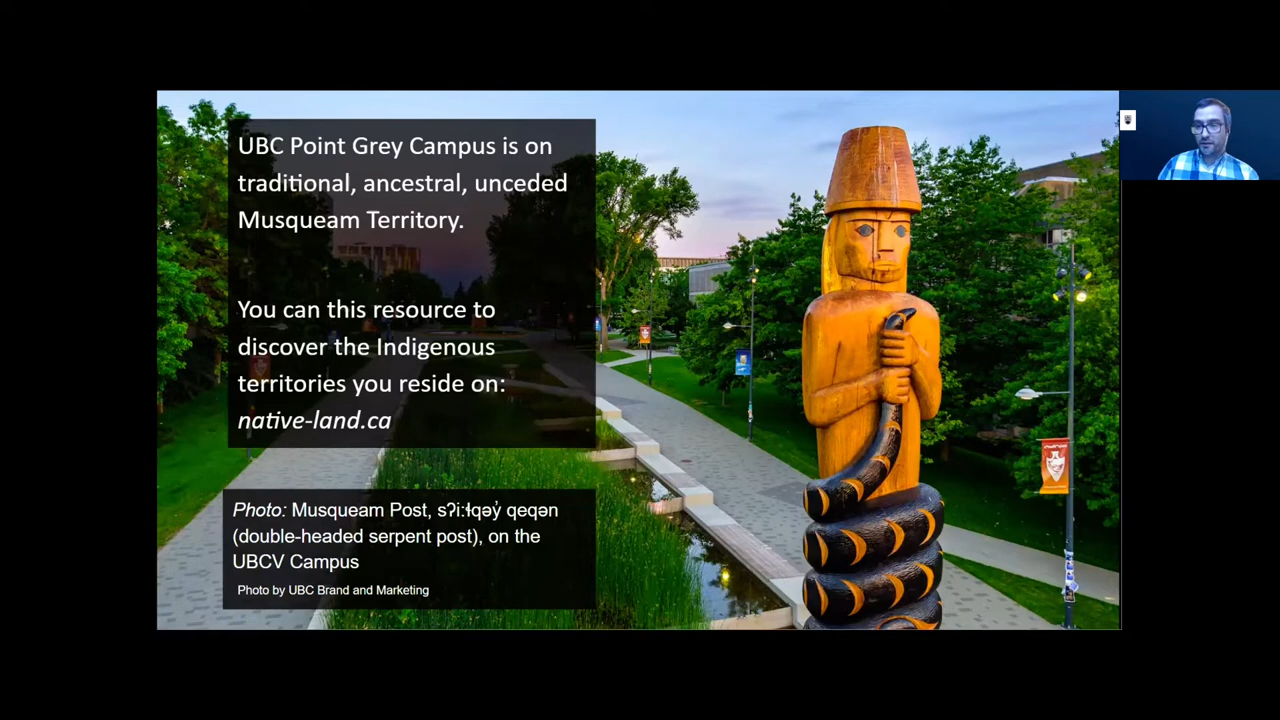 UBC Point Grey Campus is on
traditional, ancestral, unceded
Musqueam Territory.
You can this resource to
discover the Indigenous
territories you reside on:
native-land.ca
Photo: Musqueam Post, sʔi:ɬqəy̓ qeqən
(double-headed serpent post), on the
UBCV Campus
Photo by UBC Brand and Marketing